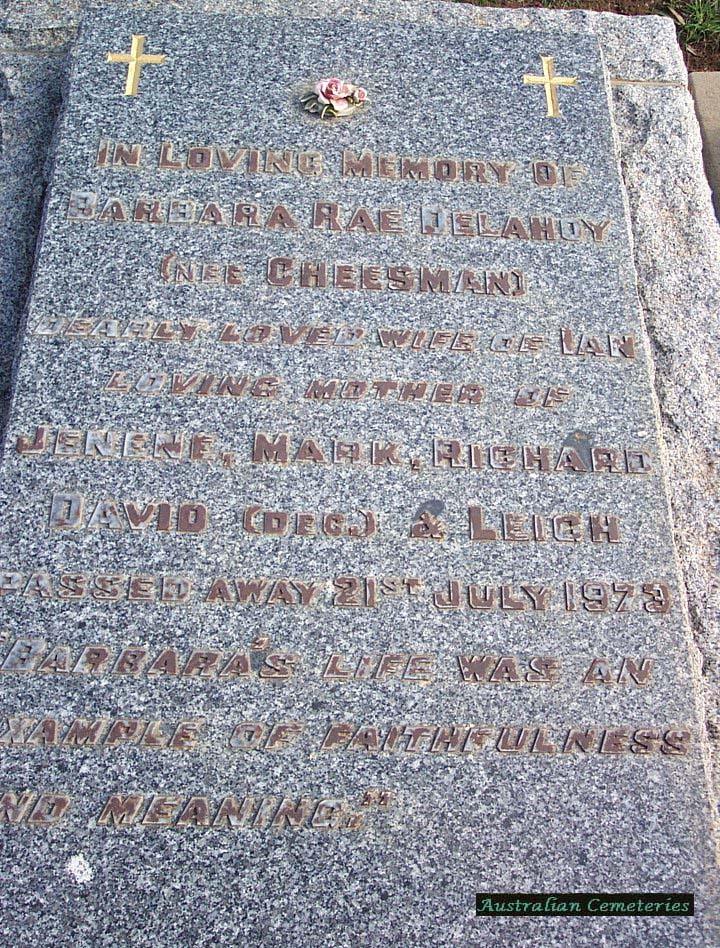 IN LOVING MEMORY OF
BARBARA RAE DELAHOY
(NEE CHEESMAN)
DEARLY LOVED WIFE OF IAN
LOVING MOTHER OF
JENENE, MARK, RICHARD
DAVID (DEC.) & LEIGH
PASSED AWAY 21ST JULY 1973
"BARBARA'S LIFE WAS AN
EXAMPLE OF FAITHFULNESS
AND MEANING."
Australian Cemeteries